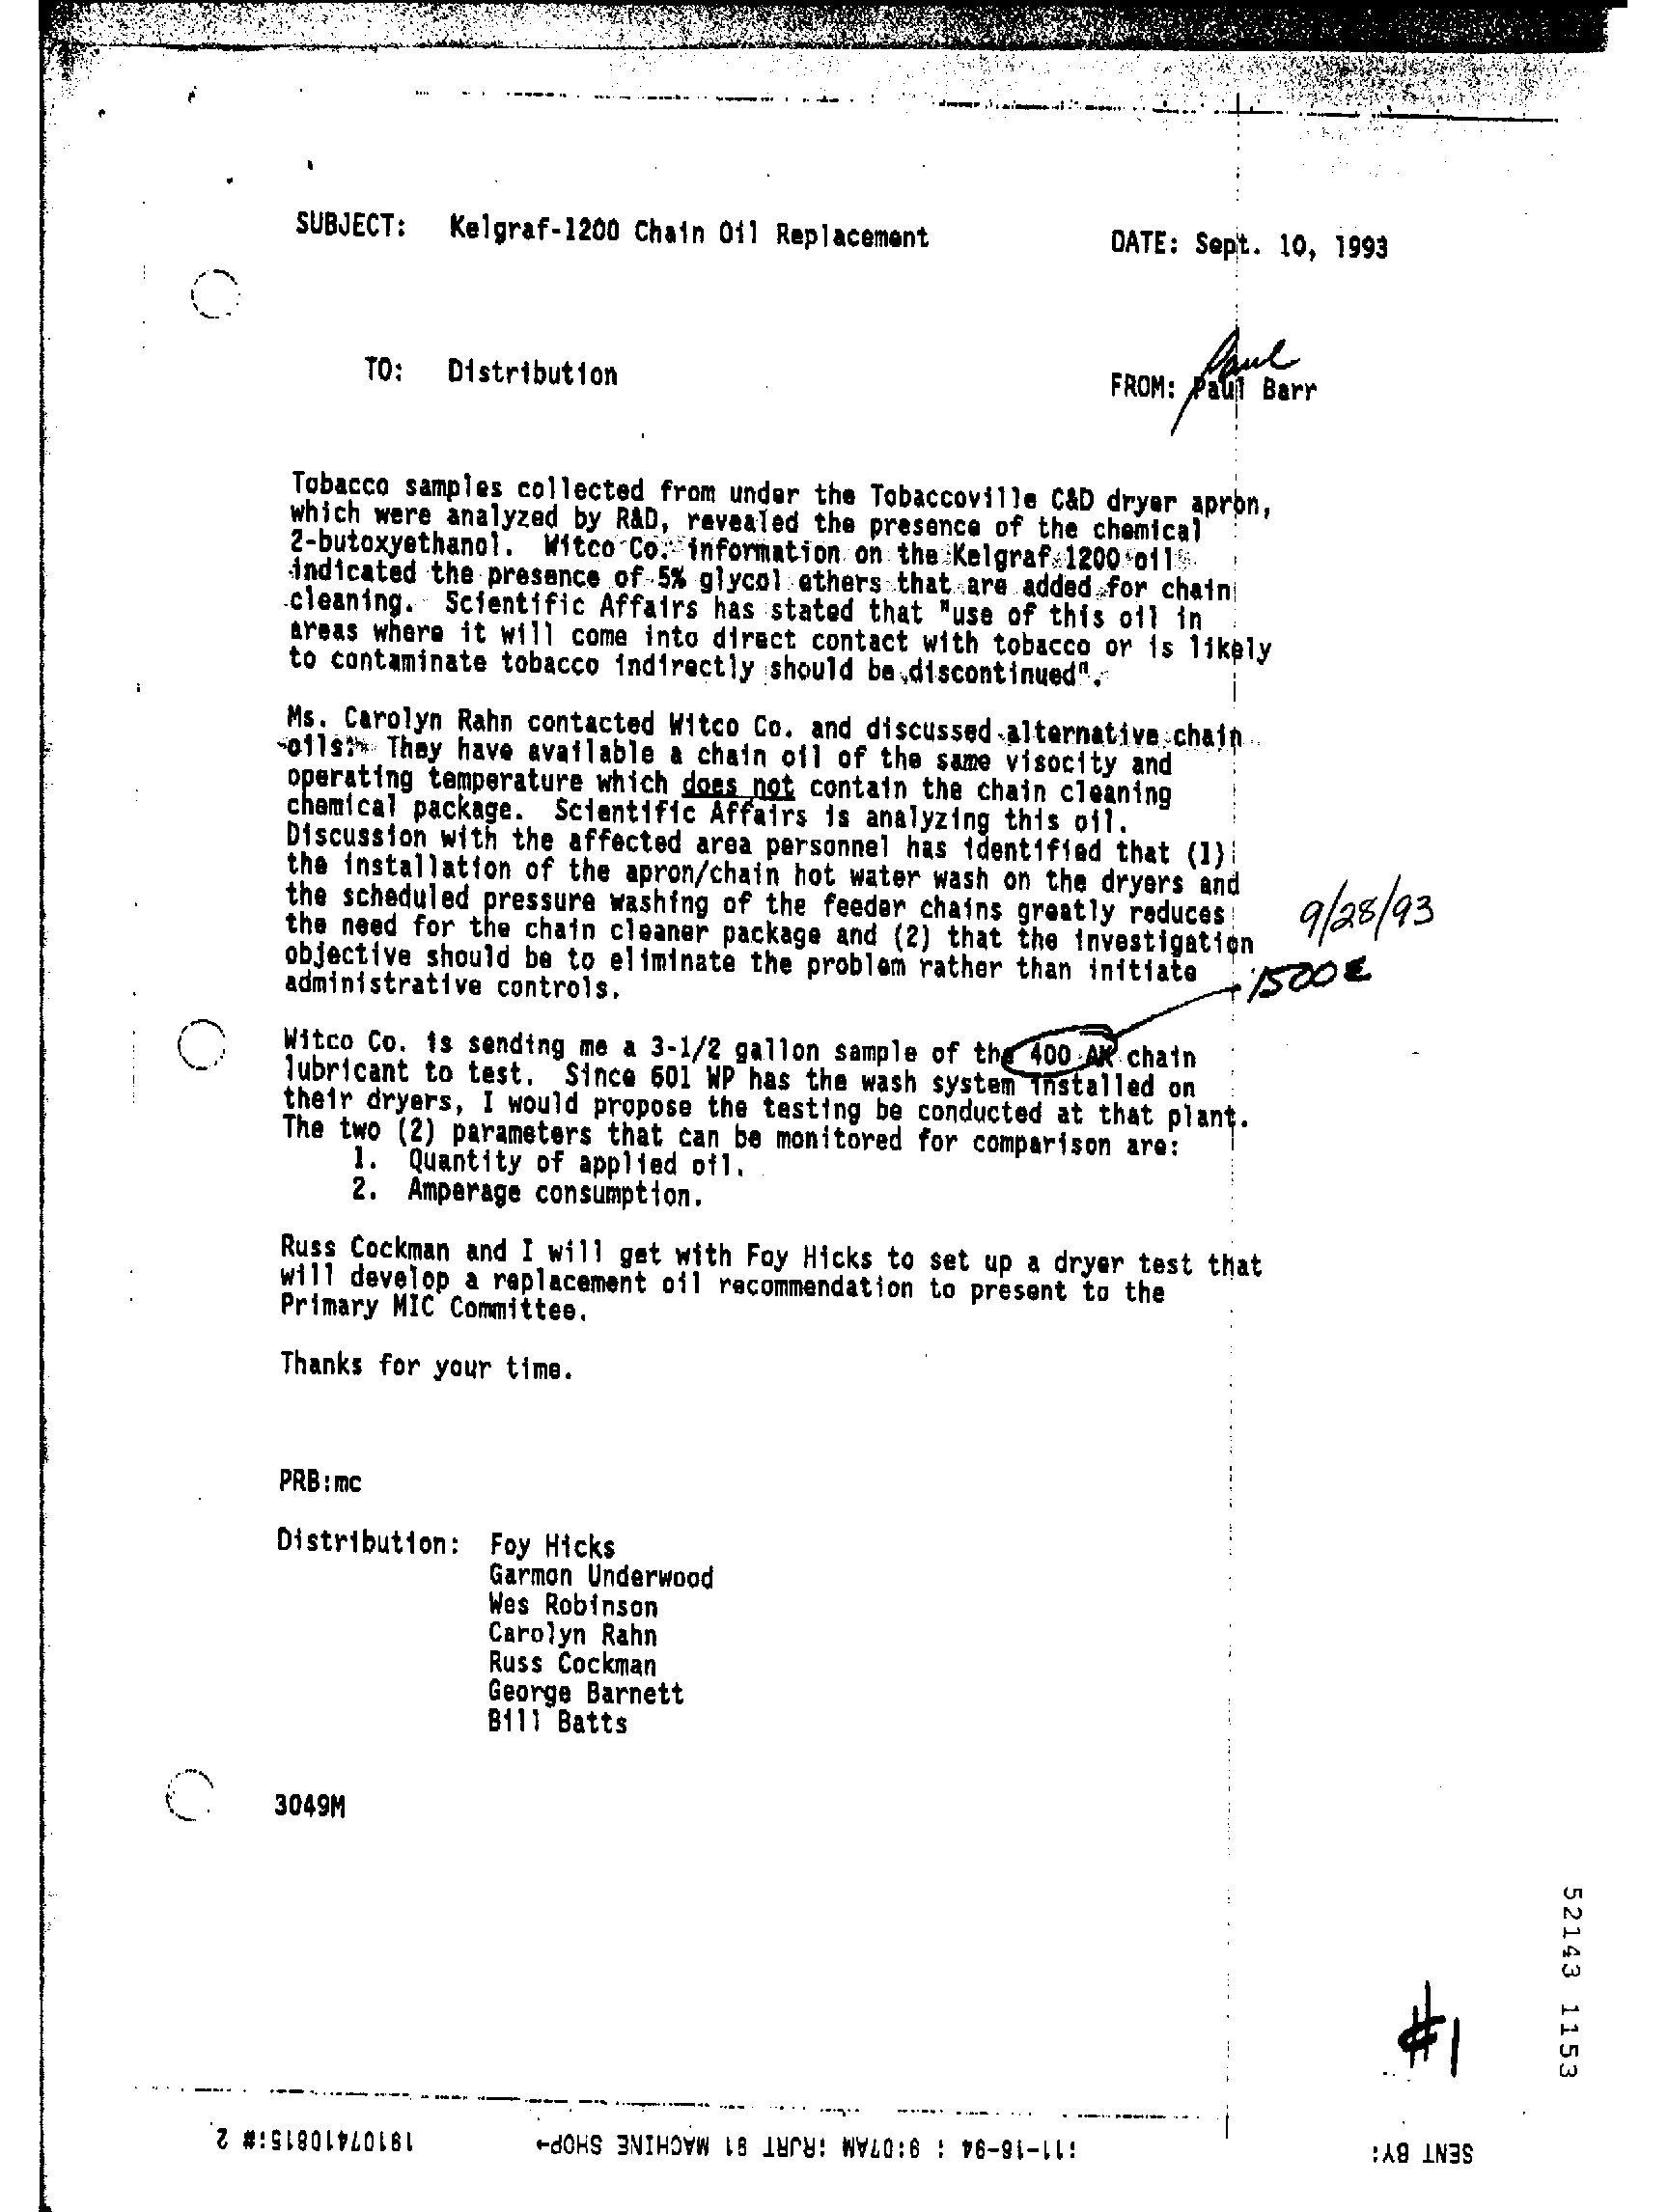 SUBJECT: Kelgraf-1200 Chain Oil Replacement
DATE: Sept. 10, 1993
Paul
TO: Distribution
FROM: Paul Barr
Tobacco samples collected from under the Tobaccoville C&D dryer apron,
which were analyzed by R&D, revealed the presence of the chemical
2-butoxyethanol. Witco Co. information on the Kelgraf 1200 oil
indicated the presence of 5% glycol ethers that are added for chain
cleaning. Scientific Affairs has stated that "use of this oil in
areas where it will come into direct contact with tobacco or is likely
to contaminate tobacco indirectly should be discontinued".
Ms. Carolyn Rahn contacted Witco Co. and discussed alternative chain
oils. They have available a chain oil of the same visocity and
operating temperature which does not contain the chain cleaning
chemical package. Scientific Affairs is analyzing this oil.
Discussion with the affected area personnel has identified that (1)
the installation of the apron/chain hot water wash on the dryers and
the scheduled pressure washing of the feeder chains greatly reduces
the need for the chain cleaner package and (2) that the investigation
objective should be to eliminate the problem rather than initiate
administrative controls.
9/28/93
1500E
Witco Co. is sending me a 3-1/2 gallon sample of the 400 AK chain
lubricant to test. Since 601 WP has the wash system installed on
their dryers, I would propose the testing be conducted at that plant.
The two (2) parameters that can be monitored for comparison are:
1. Quantity of applied oil.
2. Amperage consumption.
Russ Cockman and I will get with Foy Hicks to set up a dryer test that
will develop a replacement oil recommendation to present to the
Primary MIC Committee.
Thanks for your time.
PRB:mc
Distribution: Foy Hicks
Garmon Underwood
Wes Robinson
Carolyn Rahn
Russ Cockman
George Barnett
Bill Batts
3049M
52143 1153
#1
SENT BY: :11-16-94 : 9:07AM :RJRT 91 MACHINE SHOP→ 19107410815:# 2